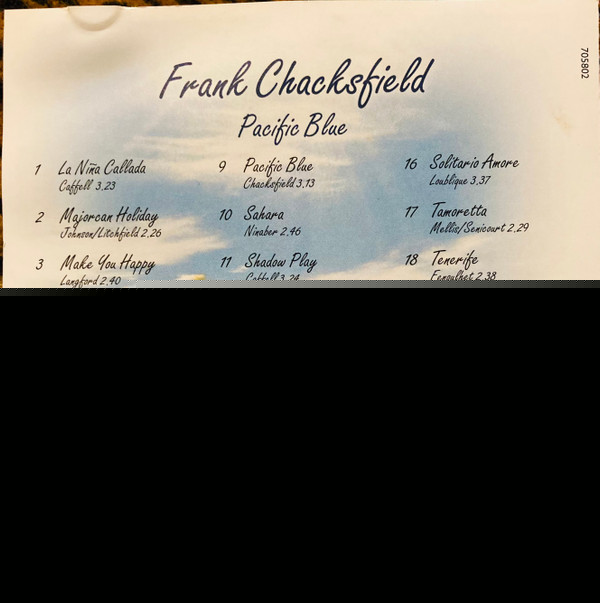 705802
Frank Chacksfield
Pacific Blue
1 La Niña Callada
Caffell 3,23
2 Majorcan Holiday
Johnson/Litchfield 2,26
3 Make You Happy
Langford 2,40
9 Pacific Blue
Chacksfield 3,13
10 Sahara
Ninaber 2,46
11 Shadow Play
Caffell 3,24
16 Solitario Amore
Loublique 3,37
17 Tamoretta
Mellis/Senicourt 2,29
18 Tenerife
Fenoulhet 2,38